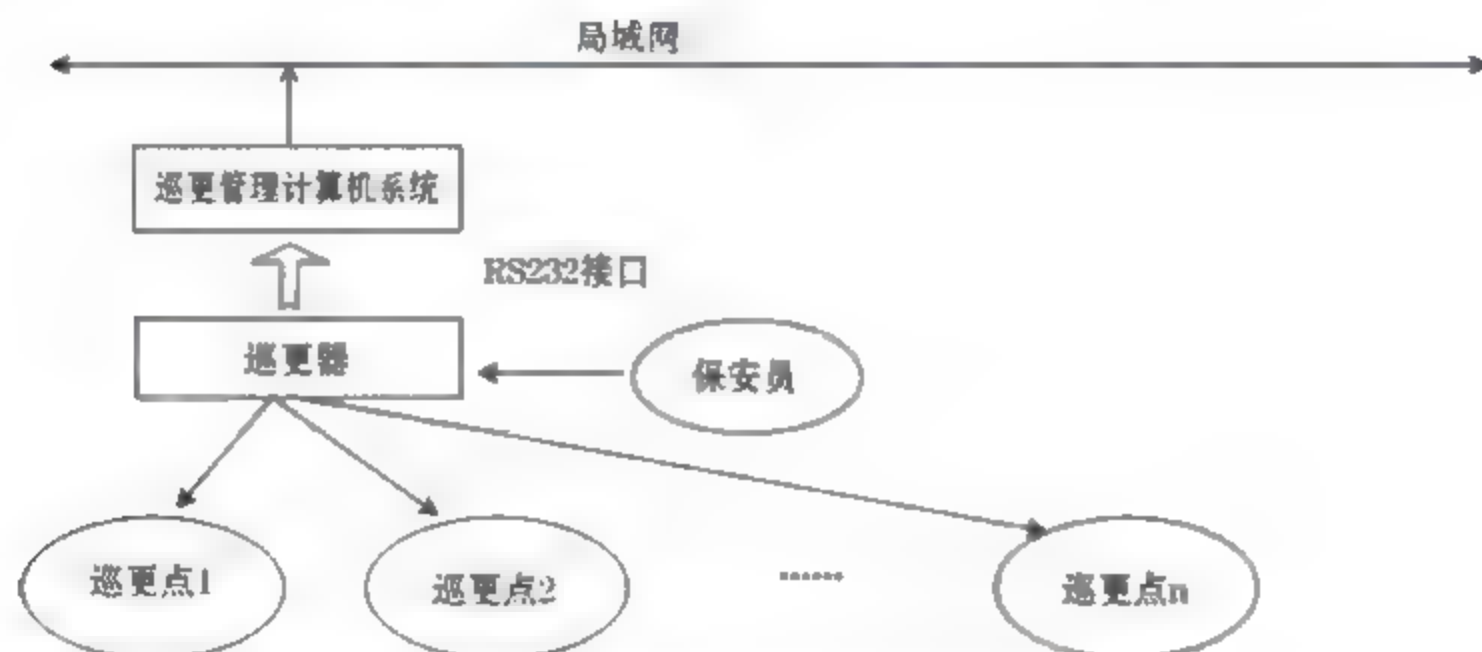 局域网
巡更管理计算机系统
RS232接口
巡更器
保安员
巡更点1
巡更点2
......
巡更点n